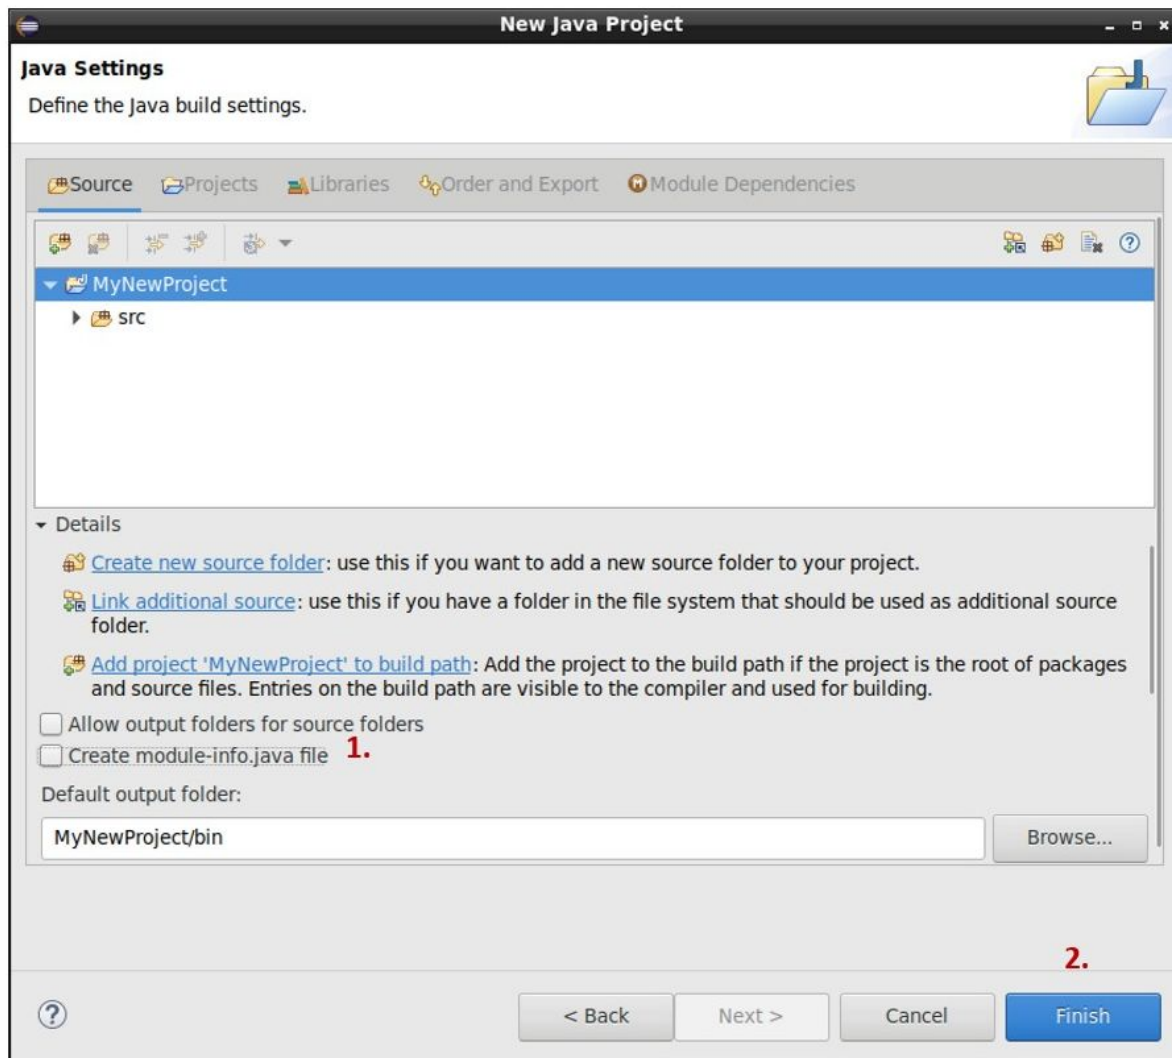 New Java Project
Java Settings
Define the Java build settings.
Source Projects Libraries Order and Export Module Dependencies
MyNewProject
src
Details
Create new source folder: use this if you want to add a new source folder to your project.
Link additional source: use this if you have a folder in the file system that should be used as additional source
folder.
Add project 'MyNewProject' to build path: Add the project to the build path if the project is the root of packages
and source files. Entries on the build path are visible to the compiler and used for building.
Allow output folders for source folders
Create module-info.java file 1.
Default output folder:
MyNewProject/bin Browse...
2.
? < Back Next > Cancel Finish